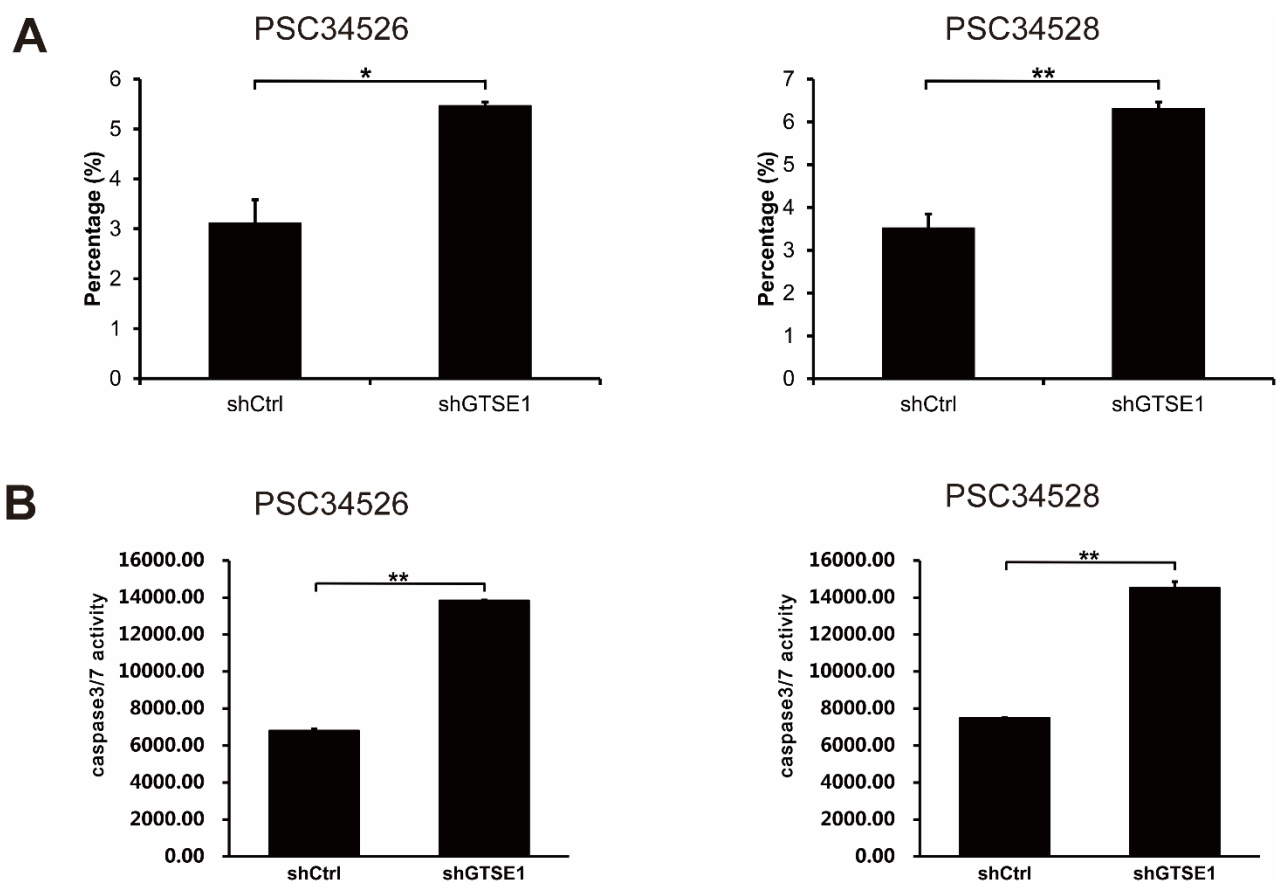 A
PSC34526
PSC34528
*
**
Percentage (%)
6
5
4
3
2
1
0
shCtrl
shGTSE1
Percentage (%)
7
6
5
4
3
2
1
0
shCtrl
shGTSE1
B
PSC34526
PSC34528
caspase3/7 activity
16000.00
14000.00
12000.00
10000.00
8000.00
6000.00
4000.00
2000.00
0.00
**
shCtrl
shGTSE1
caspase3/7 activity
16000.00
14000.00
12000.00
10000.00
8000.00
6000.00
4000.00
2000.00
0.00
**
shCtrl
shGTSE1